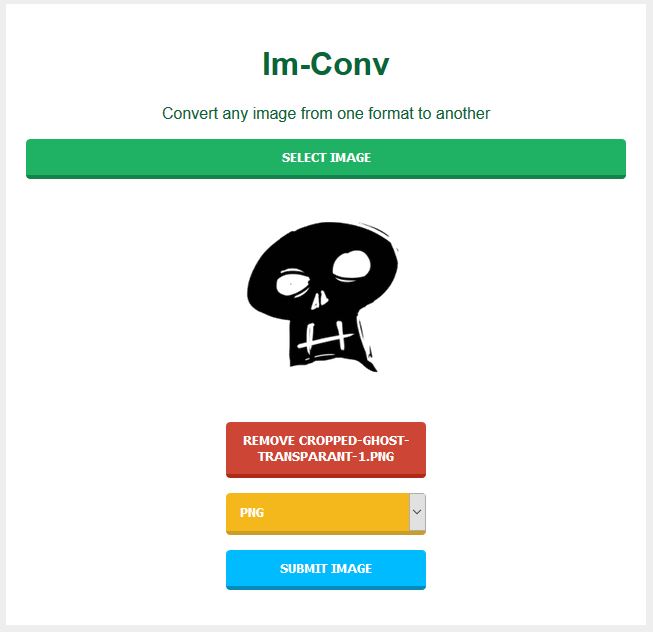 Im-Conv
Convert any image from one format to another
SELECT IMAGE
REMOVE CROPPED-GHOST-
TRANSPARANT-1.PNG
PNG
SUBMIT IMAGE